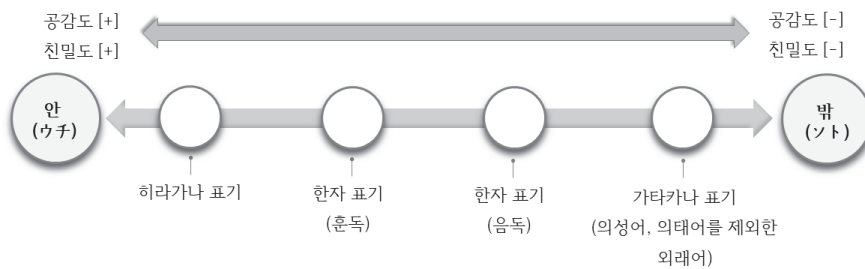 공감도 [+]
친밀도 [+]
공감도 [-]
친밀도 [-]
안
(ウチ)
밖
(ソト)
히라가나 표기
한자 표기
(훈독)
한자 표기
(음독)
가타카나 표기
(의성어, 의태어를 제외한
외래어)